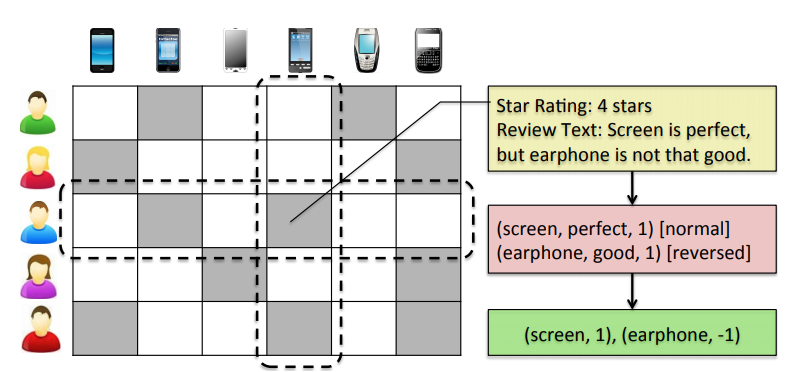 Star Rating: 4 stars
Review Text: Screen is perfect,
but earphone is not that good.
(screen, perfect, 1) [normal]
(earphone, good, 1) [reversed]
(screen, 1), (earphone, -1)